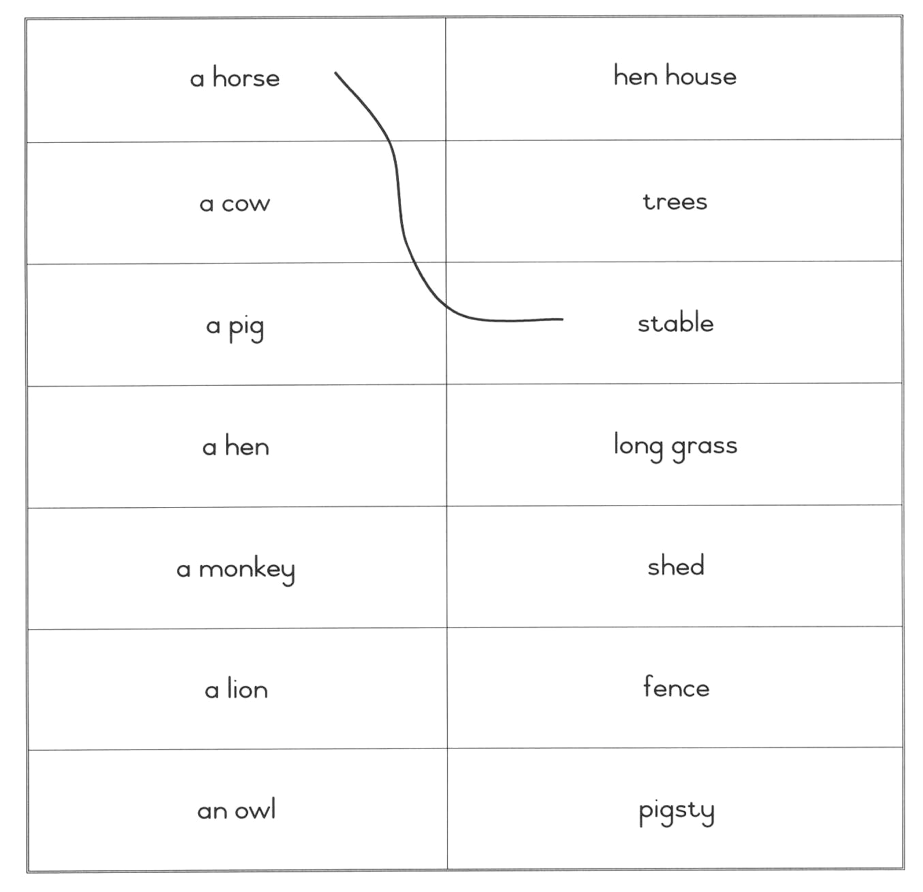 a horse hen house
a cow trees
a pig stable
a hen long grass
a monkey shed
a lion fence
an owl pigsty